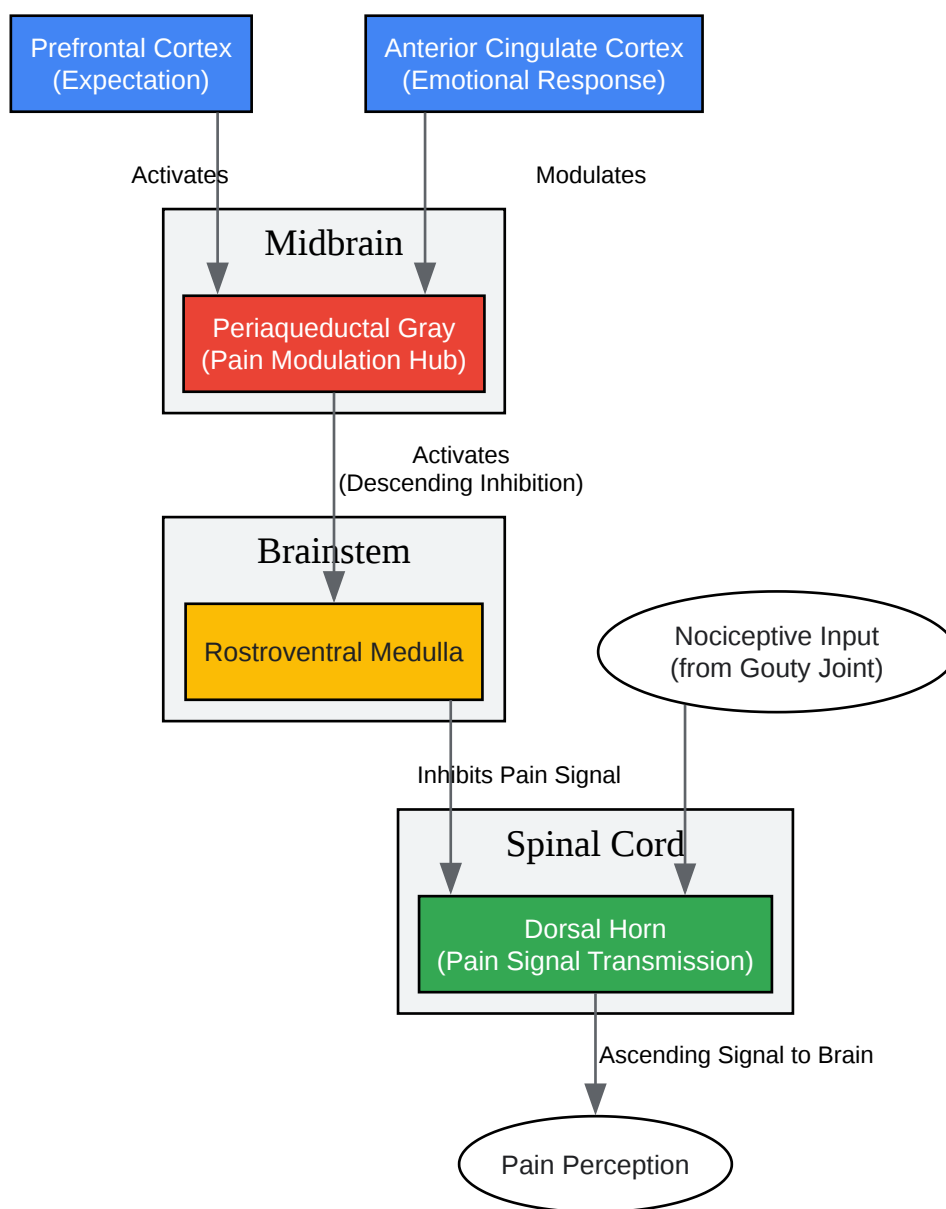 Prefrontal Cortex
(Expectation)
Anterior Cingulate Cortex
(Emotional Response)
Activates
Modulates
Midbrain
Periaqueductal Gray
(Pain Modulation Hub)
Activates
(Descending Inhibition)
Brainstem
Rostroventral Medulla
Nociceptive Input
(from Gouty Joint)
Inhibits Pain Signal
Spinal Cord
Dorsal Horn
(Pain Signal Transmission)
Ascending Signal to Brain
Pain Perception